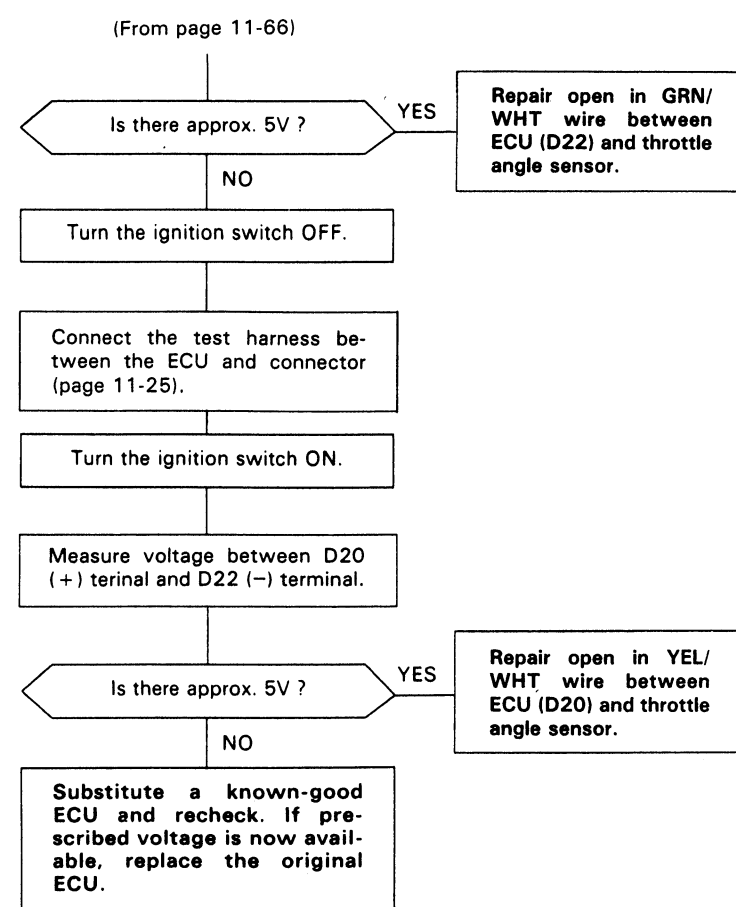 (From page 11-66)
Is there approx. 5V ?
YES
Repair open in GRN/
WHT wire between
ECU (D22) and throttle
angle sensor.
NO
Turn the ignition switch OFF.
Connect the test harness be-
tween the ECU and connector
(page 11-25).
Turn the ignition switch ON.
Measure voltage between D20
(+) terinal and D22 (−) terminal.
Is there approx. 5V ?
YES
Repair open in YEL/
WHT wire between
ECU (D20) and throttle
angle sensor.
NO
Substitute a known-good
ECU and recheck. If pre-
scribed voltage is now avail-
able, replace the original
ECU.